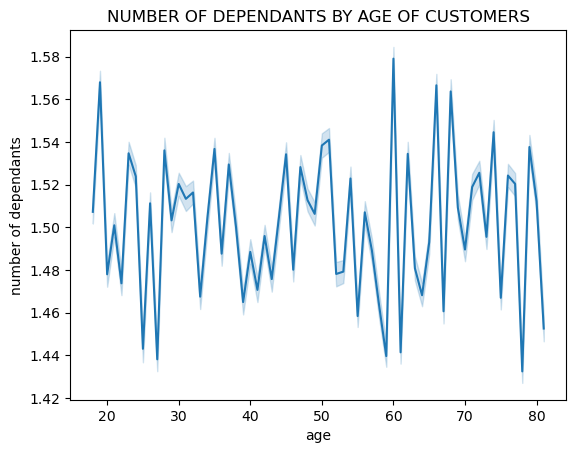 NUMBER OF DEPENDANTS BY AGE OF CUSTOMERS
number of dependants
1.58
1.56
1.54
1.52
1.50
1.48
1.46
1.44
1.42
20 30 40 50 60 70 80
age